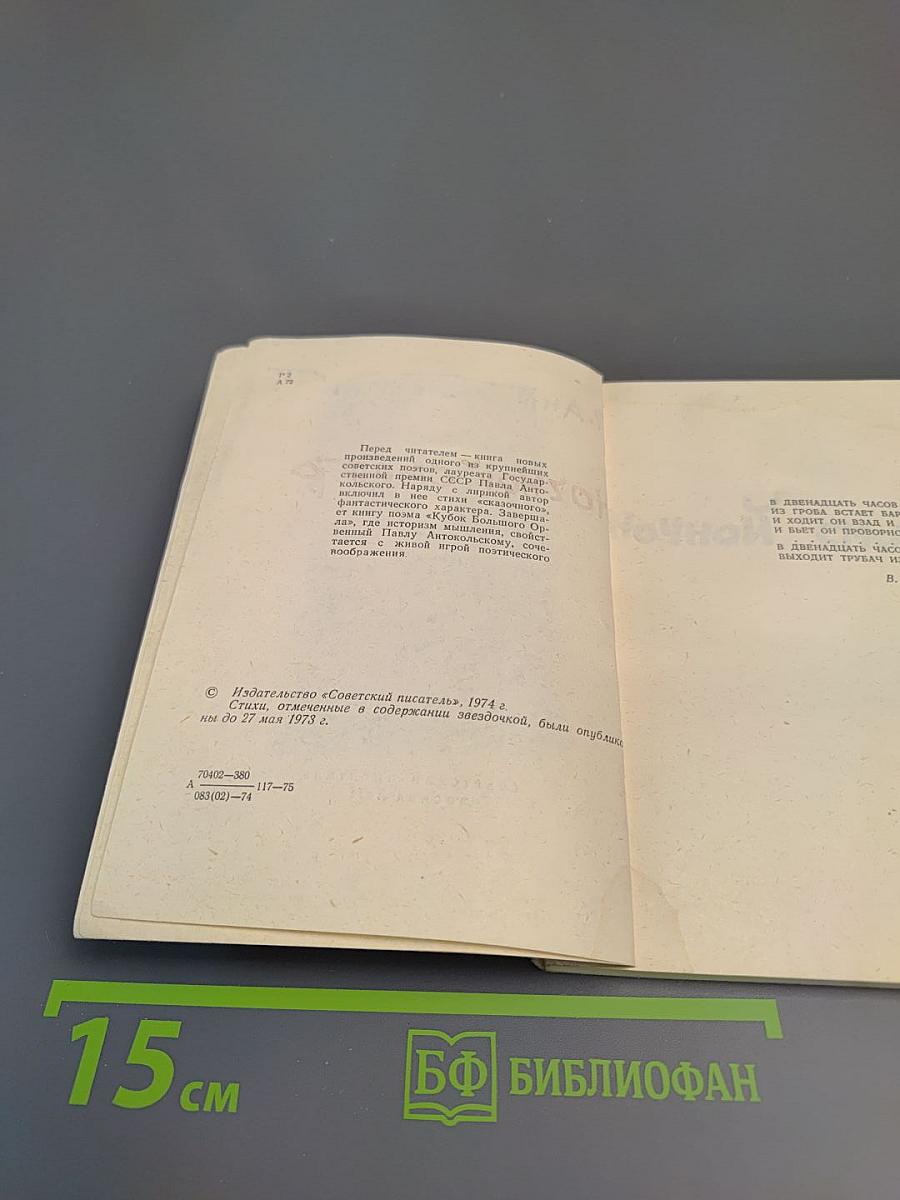 Р 2
А 72
Перед читателем — книга новых
произведений одного из крупнейших
советских поэтов, лауреата Государ-
ственной премии СССР Павла Анто-
кольского. Наряду с лирикой автор
включил в нее стихи «сказочного»,
фантастического характера. Заверша-
ет книгу поэма «Кубок Большого Ор-
ла», где историзм мышления, свойст-
венный Павлу Антокольскому, соче-
тается с живой игрой поэтического
воображения.
© Издательство «Советский писатель», 1974 г.
Стихи, отмеченные в содержании звездочкой, были опублико
ны до 27 мая 1973 г.
70402—380
А 117—75
083(02)—74
В ДВЕНАДЦАТЬ ЧАСОВ
ИЗ ГРОБА ВСТАЕТ БАР
И ХОДИТ ОН ВЗАД И
И БЬЕТ ОН ПРОВОРНО
. . . . . . . . . .
В ДВЕНАДЦАТЬ ЧАСО
ВЫХОДИТ ТРУБАЧ ИЗ
В.
15 см
БФ БИБЛИОФАН